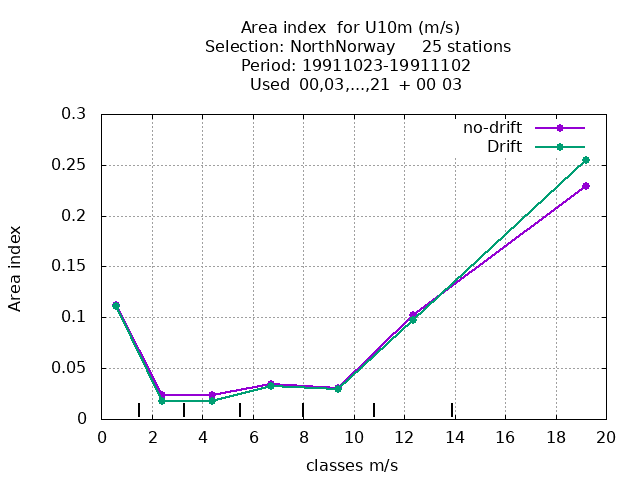 Area index  for U10m (m/s)
Selection: NorthNorway     25 stations
Period: 19911023-19911102
Used  00,03,...,21  + 00 03
no-drift
Drift
0.3
0.25
0.2
0.15
0.1
0.05
0
Area index
0 2 4 6 8 10 12 14 16 18 20
classes m/s